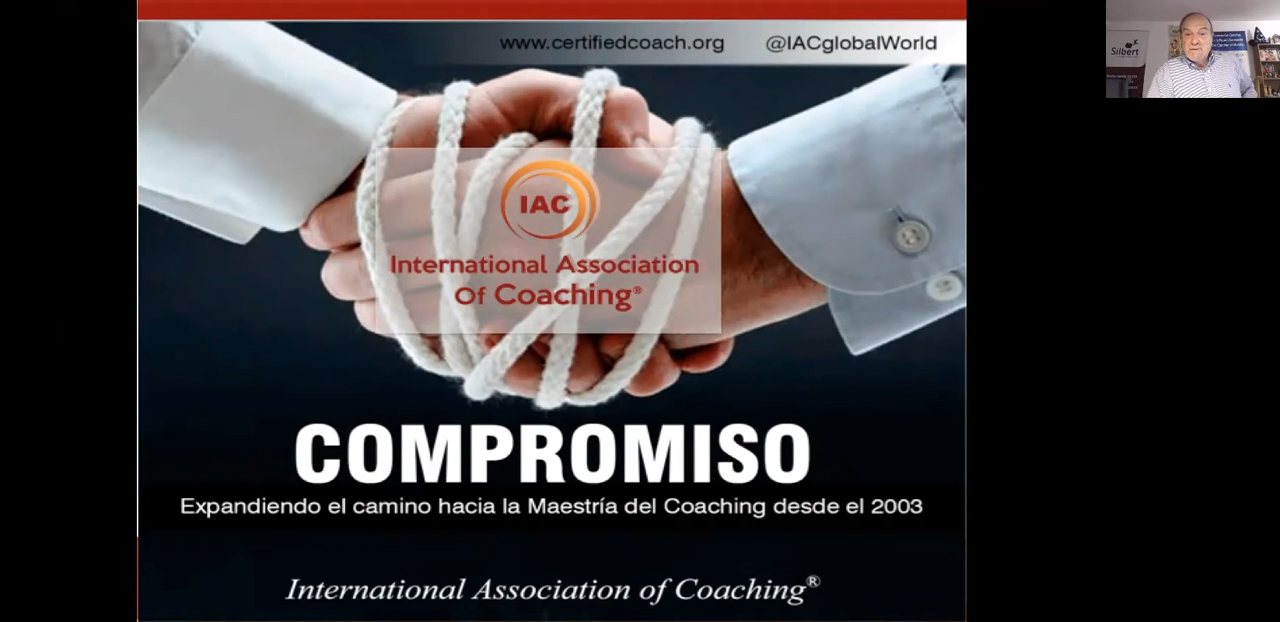 www.certifiedcoach.org @IACglobalWorld
IAC
International Association
Of Coaching®
COMPROMISO
Expandiendo el camino hacia la Maestría del Coaching desde el 2003
International Association of Coaching®
Silbert